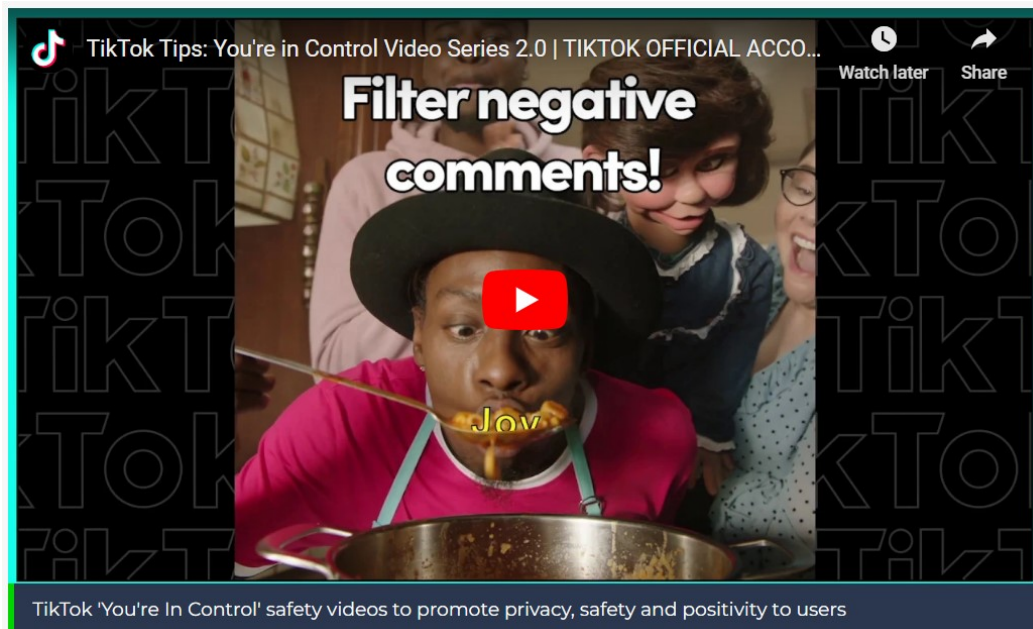 TikTok Tips: You're in Control Video Series 2.0 | TIKTOK OFFICIAL ACCO...
Watch later
Share
Filter negative
comments!
Joy
TikTok 'You're In Control' safety videos to promote privacy, safety and positivity to users